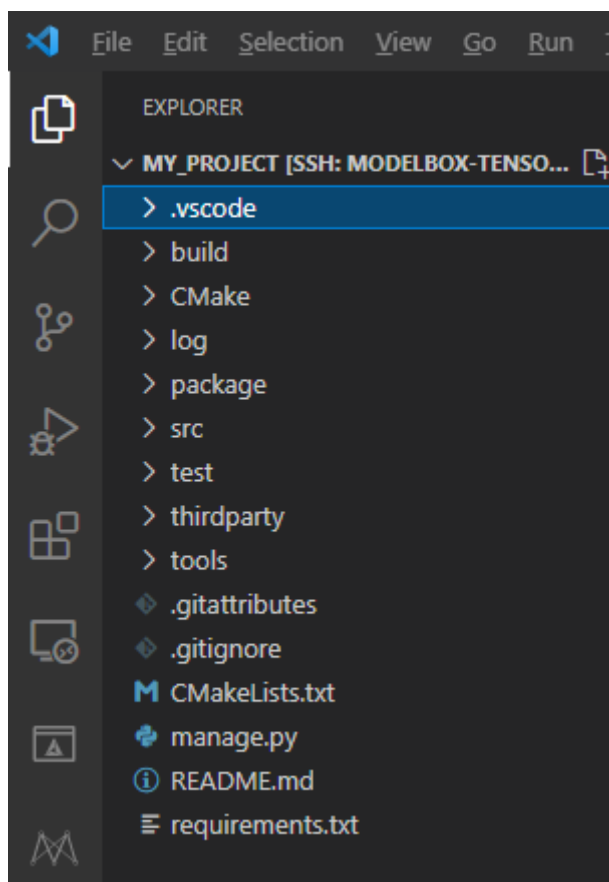 File Edit Selection View Go Run
EXPLORER
MY_PROJECT [SSH: MODELBOX-TENSO...
.vscode
build
CMake
log
package
src
test
thirdparty
tools
.gitattributes
.gitignore
CMakeLists.txt
manage.py
README.md
requirements.txt